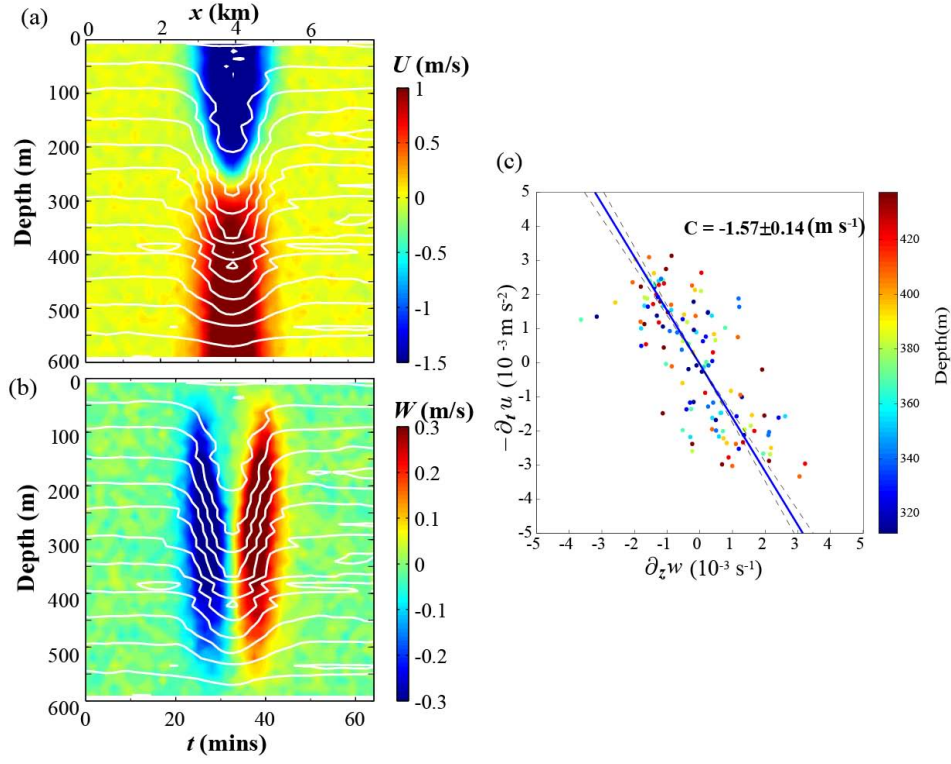 (a)
x (km)
0 2 4 6
U (m/s)
0
100
200
300
400
500
600
Depth (m)
1
0.5
0
-0.5
-1
-1.5
(b)
W (m/s)
0
100
200
300
400
500
600
Depth (m)
0.3
0.2
0.1
0
-0.1
-0.2
-0.3
0 20 40 60
t (mins)
(c)
C = -1.57±0.14 (m s⁻¹)
5
4
3
2
1
0
-1
-2
-3
-4
-5
−∂ₜ u (10⁻³ m s⁻²)
-5 -4 -3 -2 -1 0 1 2 3 4 5
∂_z w (10⁻³ s⁻¹)
420
400
380
360
340
320
Depth(m)